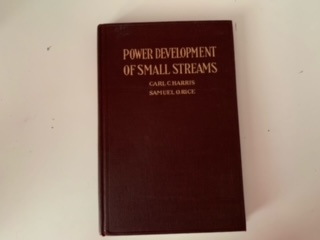 POWER DEVELOPMENT
OF SMALL STREAMS
CARL C. HARRIS
SAMUEL O. RICE